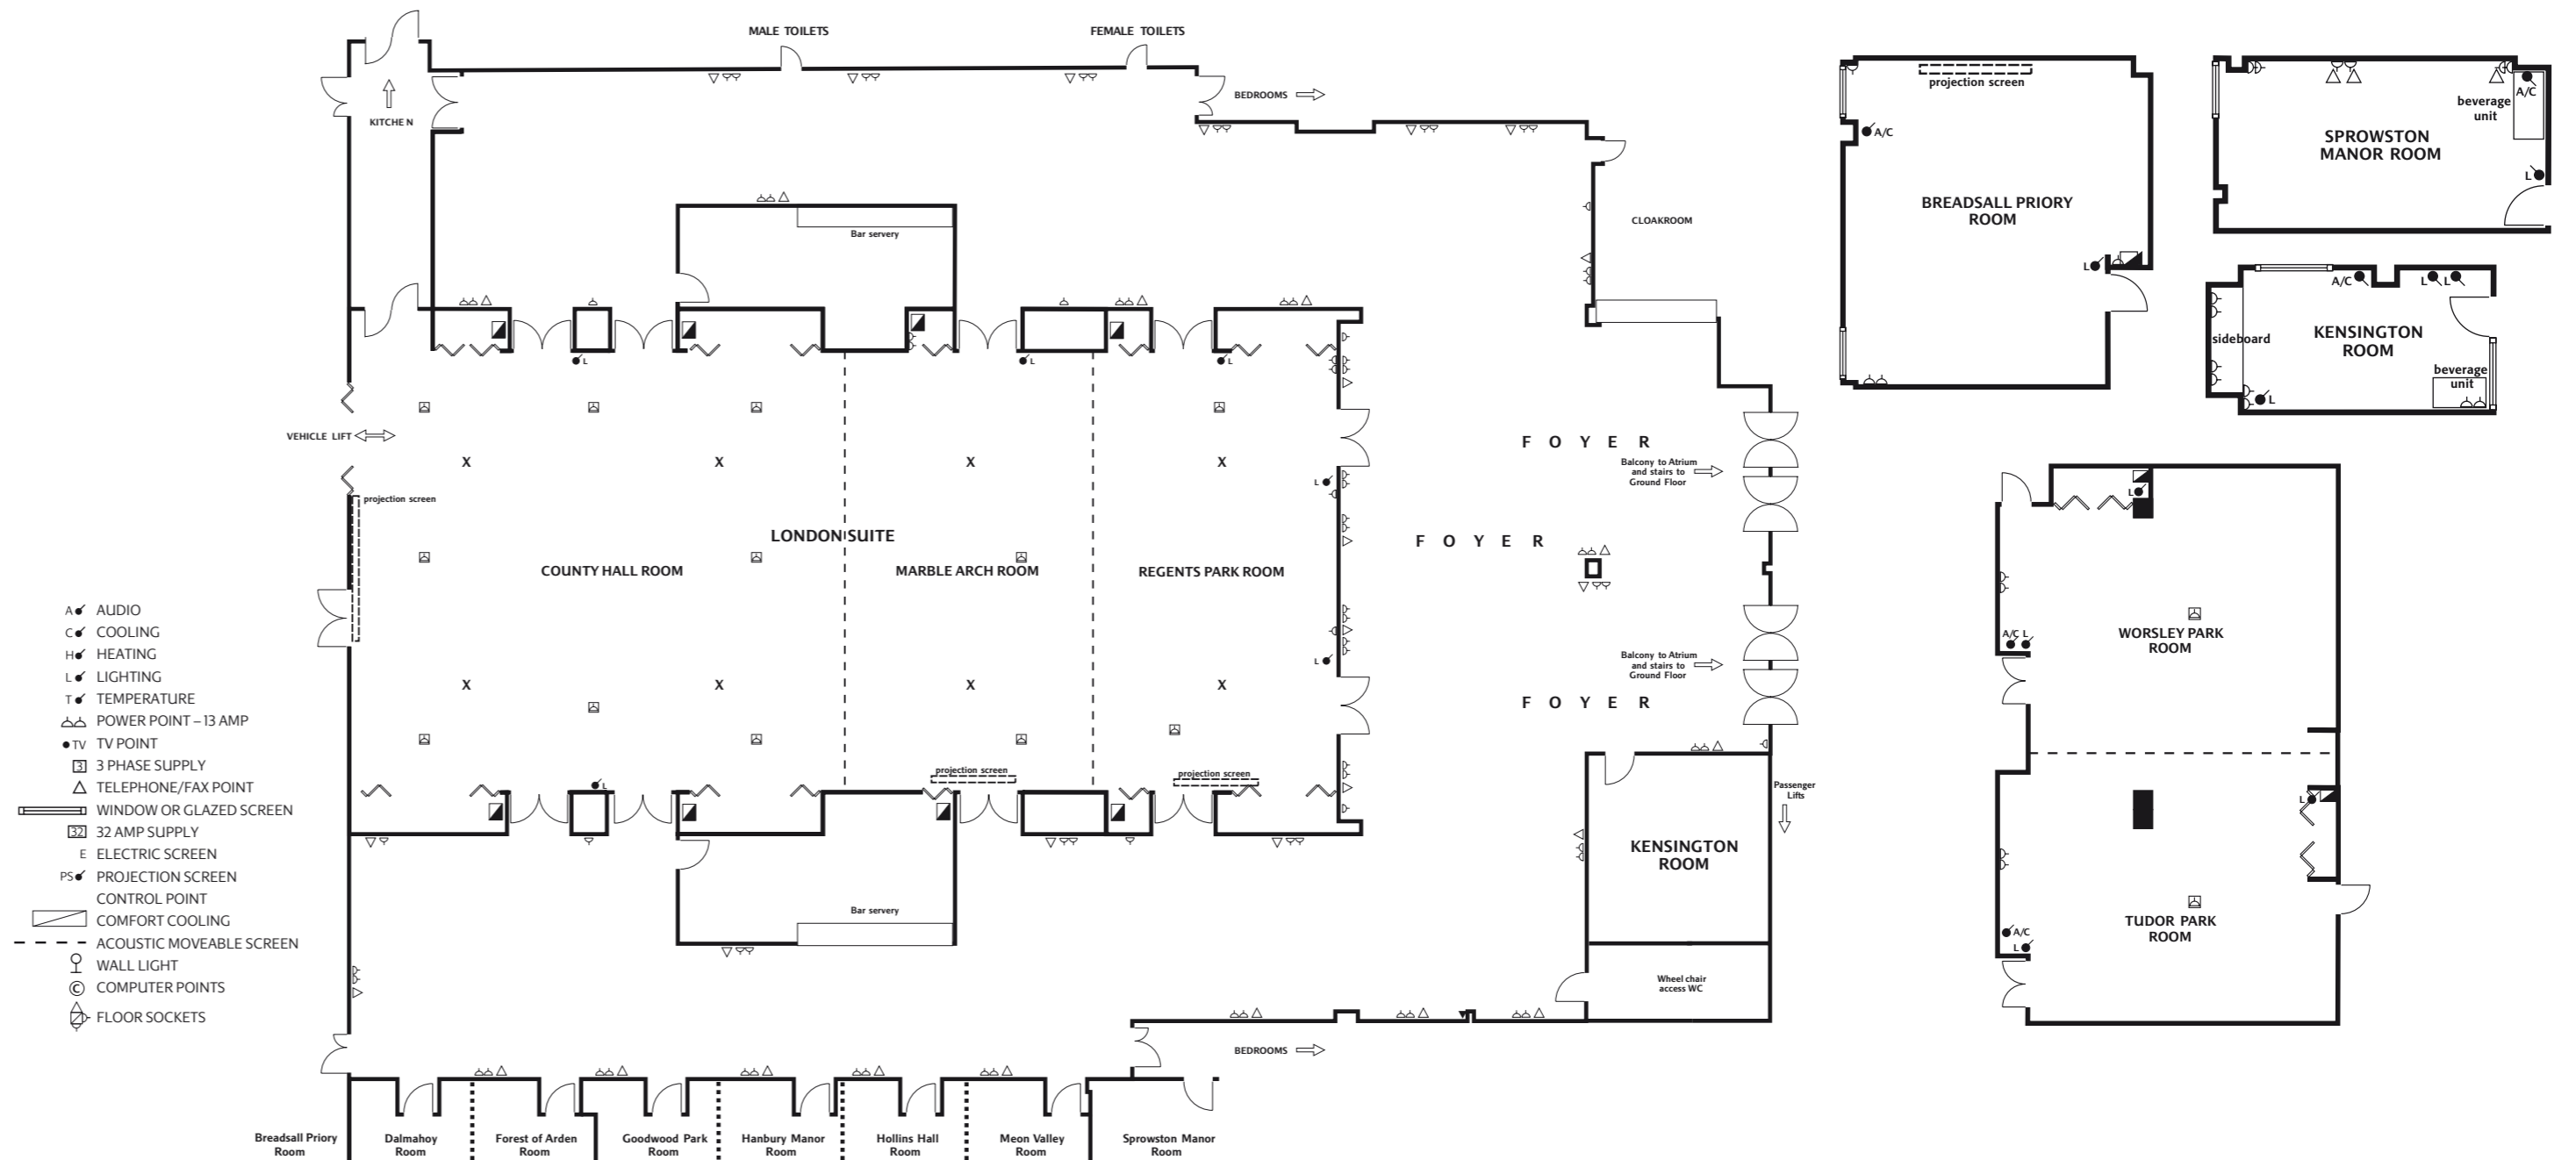 MALE TOILETS
FEMALE TOILETS
BEDROOMS
KITCHEN
Bar servery
CLOAKROOM
L
L
L
VEHICLE LIFT
X
X
X
X
projection screen
L
LONDON SUITE
COUNTY HALL ROOM
MARBLE ARCH ROOM
REGENTS PARK ROOM
L
X
X
X
X
projection screen
projection screen
L
Bar servery
FOYER
Balcony to Atrium
and stairs to
Ground Floor
FOYER
Balcony to Atrium
and stairs to
Ground Floor
FOYER
Passenger
Lifts
KENSINGTON
ROOM
Wheel chair
access WC
BEDROOMS
Breadsall Priory
Room
Dalmahoy
Room
Forest of Arden
Room
Goodwood Park
Room
Hanbury Manor
Room
Hollins Hall
Room
Meon Valley
Room
Sprowston Manor
Room
A AUDIO
C COOLING
H HEATING
L LIGHTING
T TEMPERATURE
POWER POINT – 13 AMP
TV TV POINT
3 3 PHASE SUPPLY
TELEPHONE/FAX POINT
WINDOW OR GLAZED SCREEN
32 32 AMP SUPPLY
E ELECTRIC SCREEN
PS PROJECTION SCREEN
CONTROL POINT
COMFORT COOLING
ACOUSTIC MOVEABLE SCREEN
WALL LIGHT
C COMPUTER POINTS
FLOOR SOCKETS
projection screen
A/C
BREADSALL PRIORY
ROOM
L
A/C
beverage
unit
SPROWSTON
MANOR ROOM
L
A/C
L L
KENSINGTON
ROOM
sideboard
beverage
unit
L
L
WORSLEY PARK
ROOM
A/C L
L
TUDOR PARK
ROOM
A/C
L